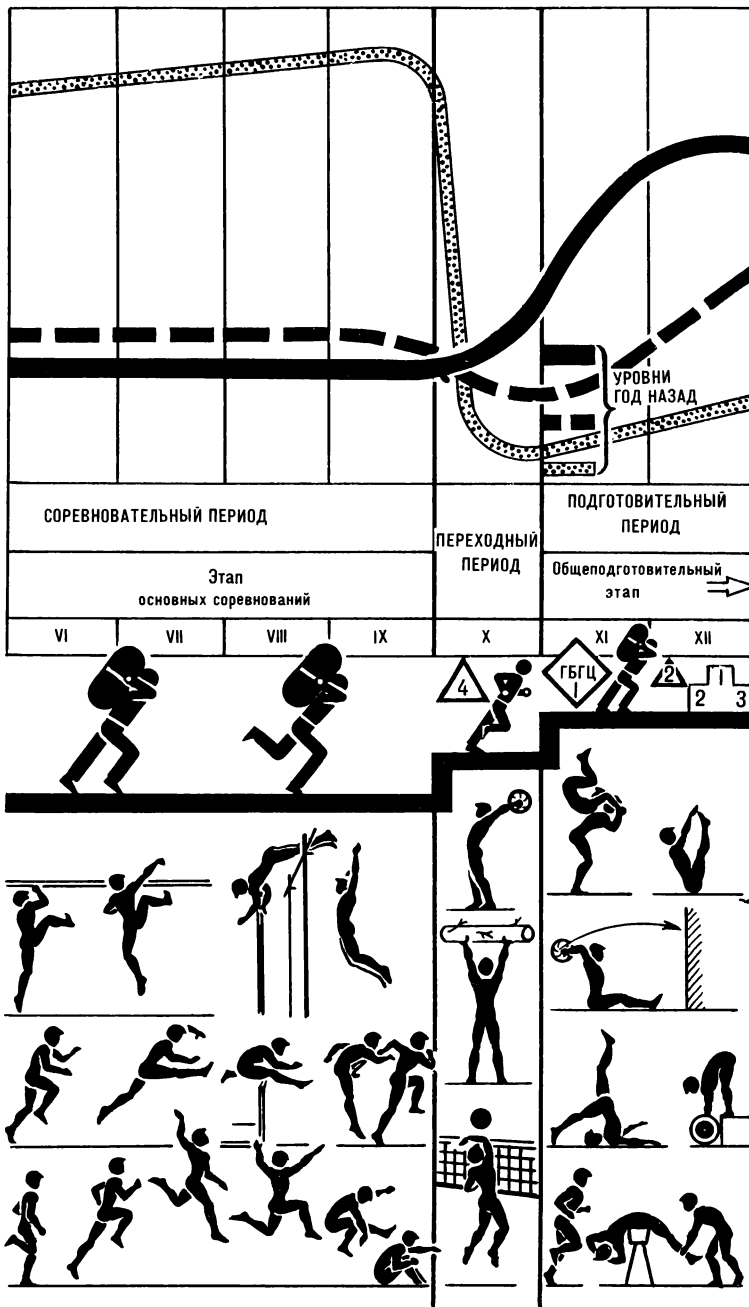 УРОВНИ
ГОД НАЗАД
СОРЕВНОВАТЕЛЬНЫЙ ПЕРИОД
ПЕРЕХОДНЫЙ
ПЕРИОД
ПОДГОТОВИТЕЛЬНЫЙ
ПЕРИОД
Этап
основных соревнований
Общеподготовительный
этап
VI VII VIII IX X XI XII
4
ГБГЦ
I
2
2 1 3